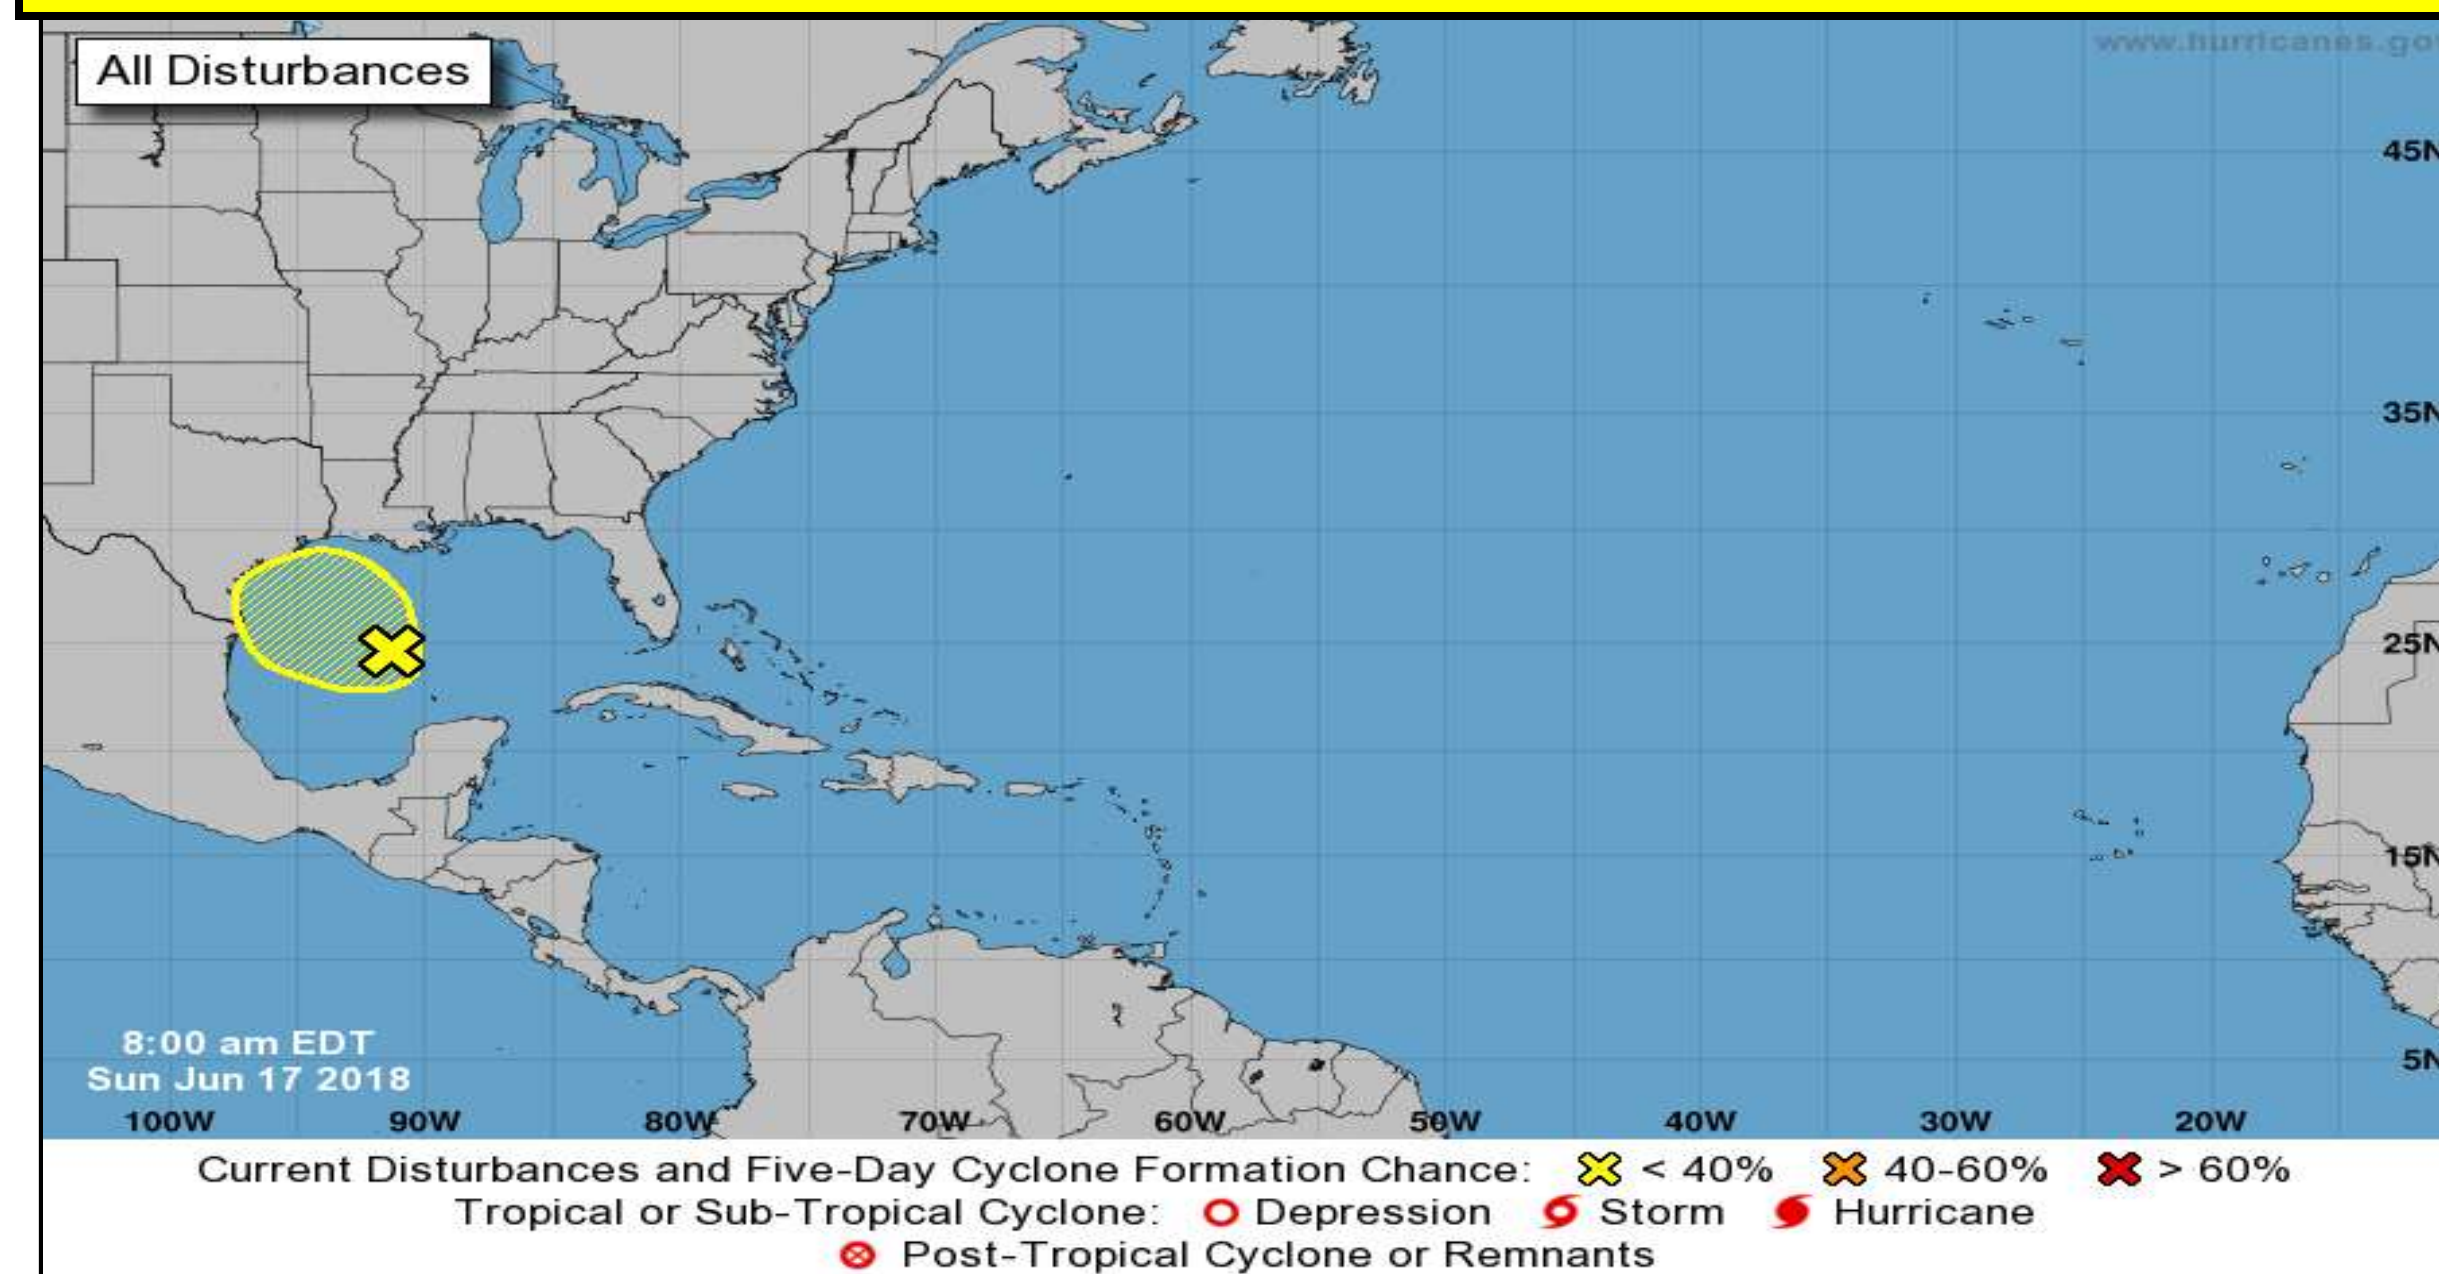 www.hurricanes.gov
All Disturbances
45N
35N
25N
15N
5N
8:00 am EDT
Sun Jun 17 2018
100W 90W 80W 70W 60W 50W 40W 30W 20W
Current Disturbances and Five-Day Cyclone Formation Chance: < 40% 40-60% > 60%
Tropical or Sub-Tropical Cyclone: Depression Storm Hurricane
Post-Tropical Cyclone or Remnants